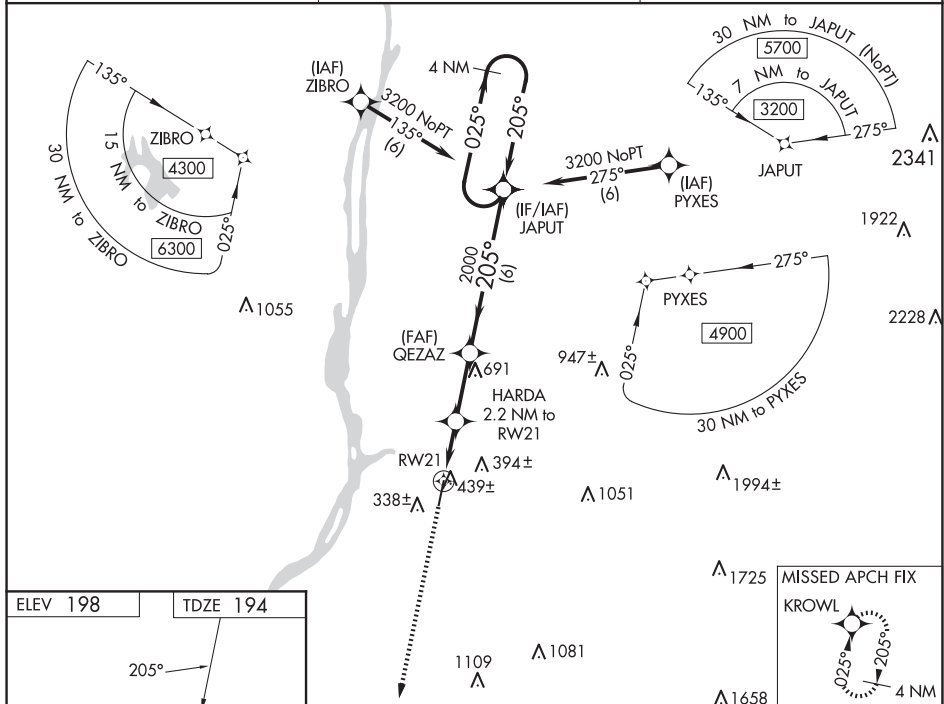 135°
ZIBRO
4300
15 NM to ZIBRO
6300
30 NM to ZIBRO
025°
(IAF)
ZIBRO
3200 NoPT
135°
(6)
4 NM
025°
205°
30 NM to JAPUT (NoPT)
5700
7 NM to JAPUT
3200
135°
275°
JAPUT
2341
3200 NoPT
275°
(6)
(IAF)
PYXES
(IF/IAF)
JAPUT
1922
2000
205°
(6)
1055
275°
PYXES
4900
025°
30 NM to PYXES
2228
(FAF)
QEZAZ
691
947±
HARDA
2.2 NM to
RW21
RW21
394±
439±
338±
1051
1994±
1725
ELEV 198
TDZE 194
205°
1109
1081
1658
MISSED APCH FIX
KROWL
025°
205°
4 NM